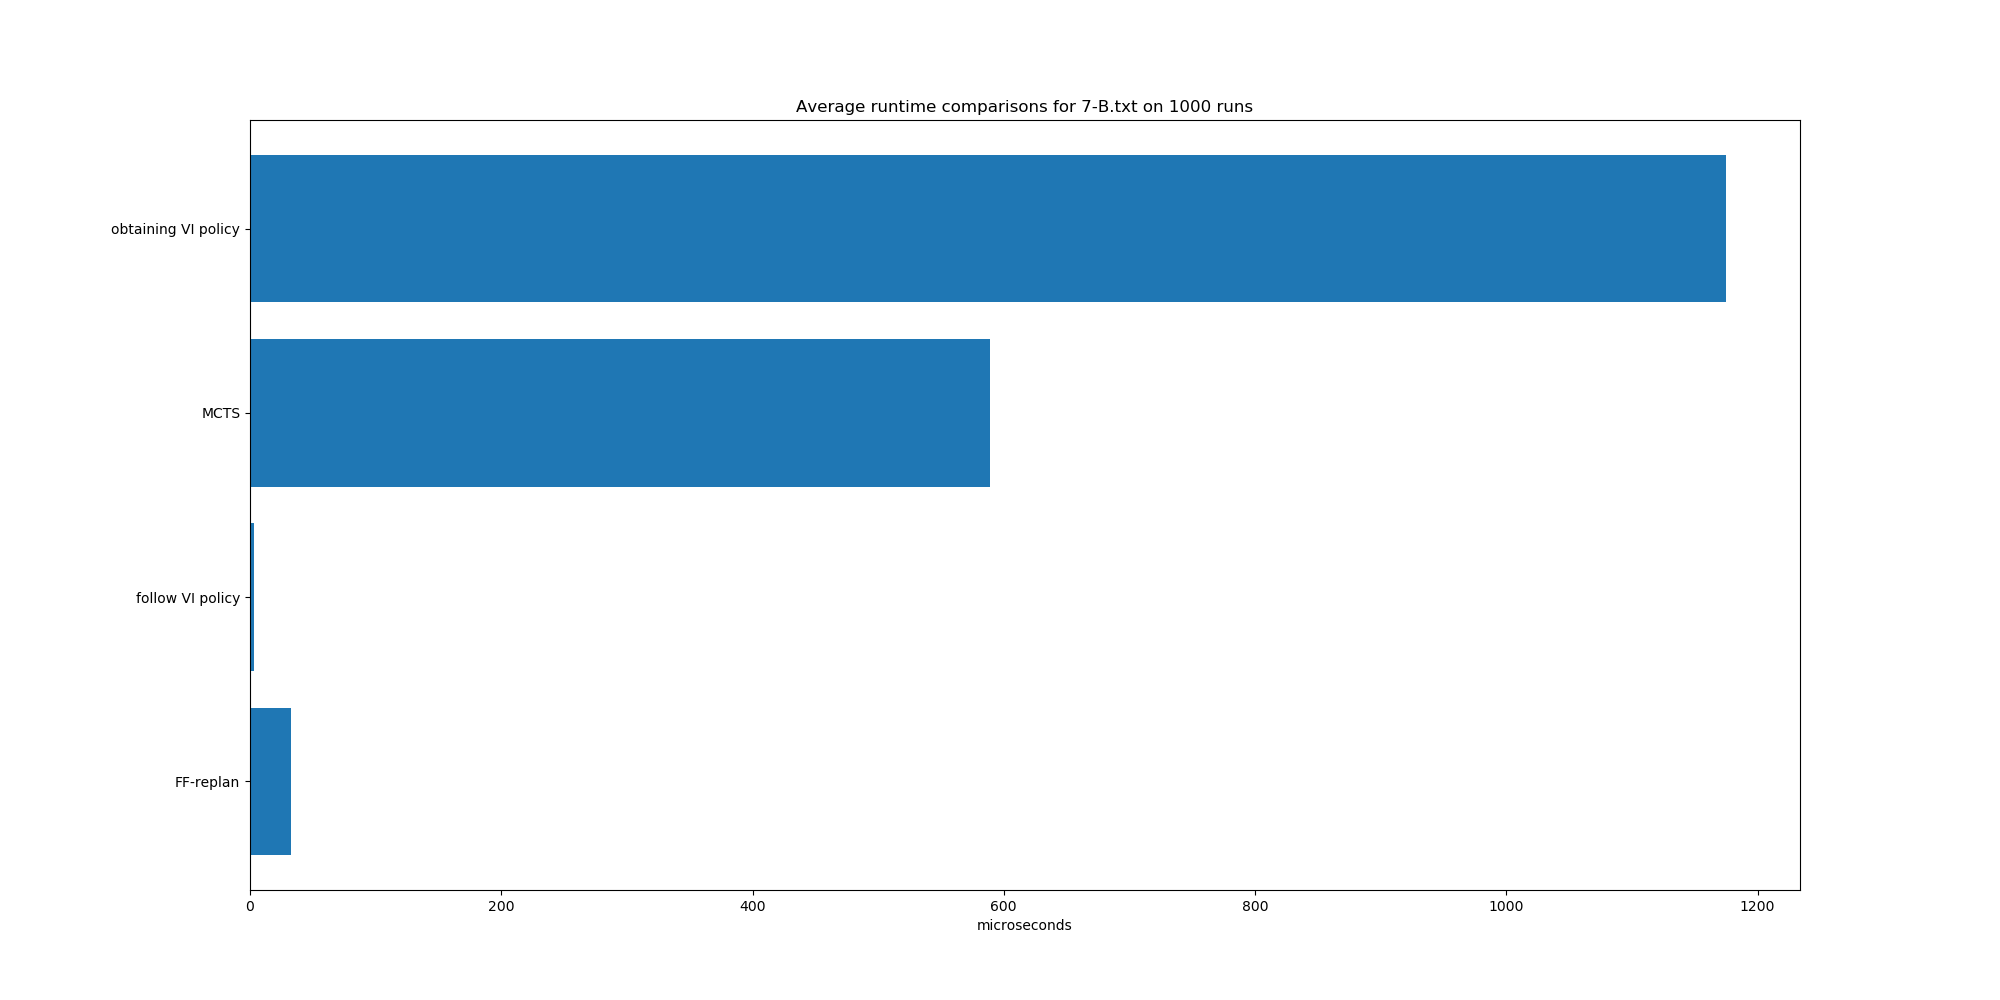 Average runtime comparisons for 7-B.txt on 1000 runs
obtaining VI policy
MCTS
follow VI policy
FF-replan
0 200 400 600 800 1000 1200
microseconds